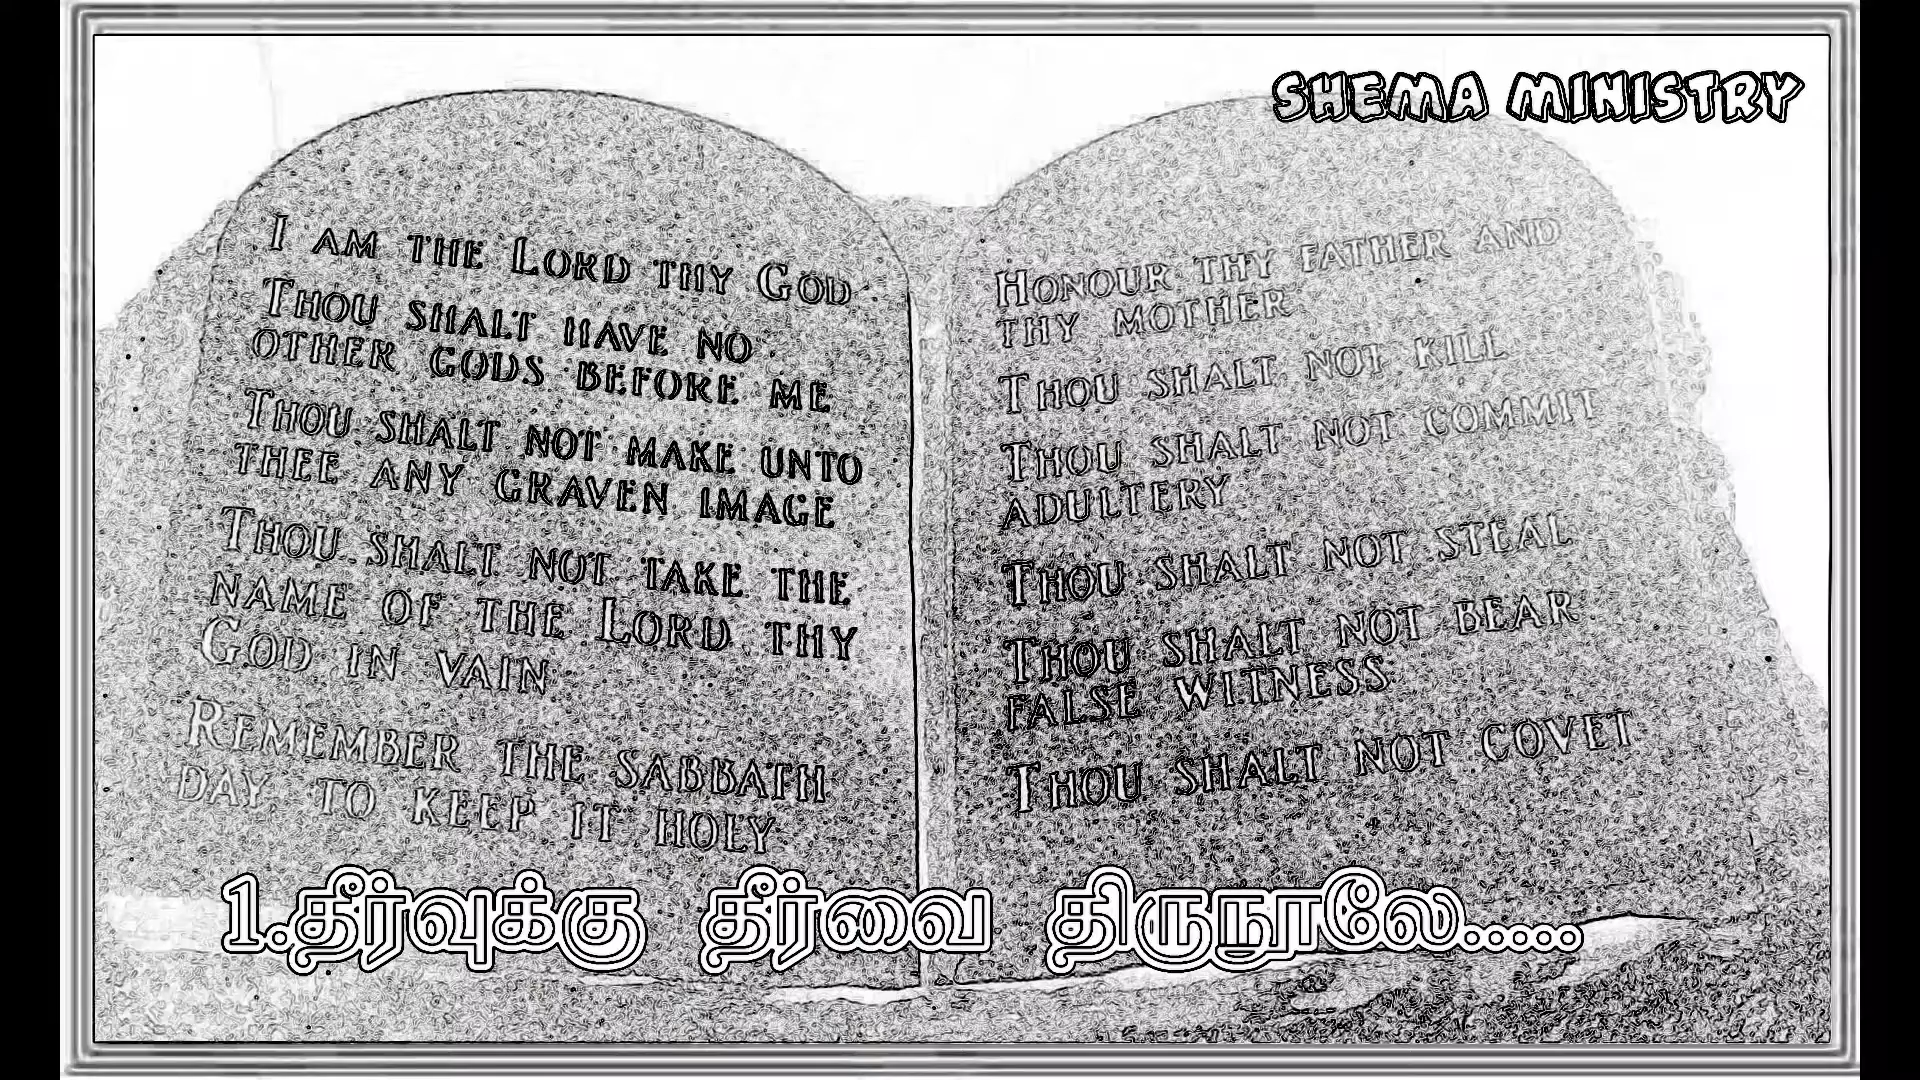 SHEMA MINISTRY
I AM THE LORD THY GOD
THOU SHALT HAVE NO
OTHER GODS BEFORE ME
THOU SHALT NOT MAKE UNTO
THEE ANY GRAVEN IMAGE
THOU SHALT NOT TAKE THE
NAME OF THE LORD THY
GOD IN VAIN
REMEMBER THE SABBATH
DAY TO KEEP IT HOLY
HONOUR THY FATHER AND
THY MOTHER
THOU SHALT NOT KILL
THOU SHALT NOT COMMIT
ADULTERY
THOU SHALT NOT STEAL
THOU SHALT NOT BEAR
FALSE WITNESS
THOU SHALT NOT COVET
1.தீர்வுக்கு தீர்வை திருநூலே.....